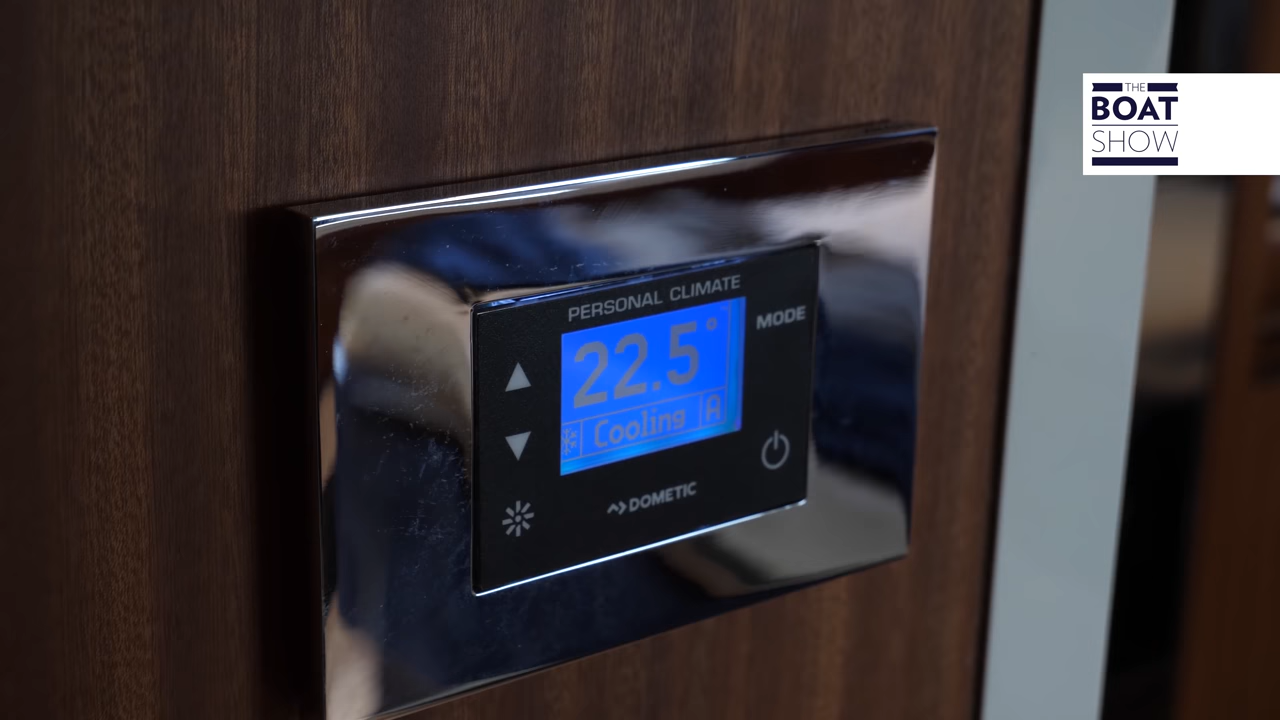 THE
BOAT
SHOW
PERSONAL CLIMATE
MODE
22.5°
Cooling A
DOMETIC